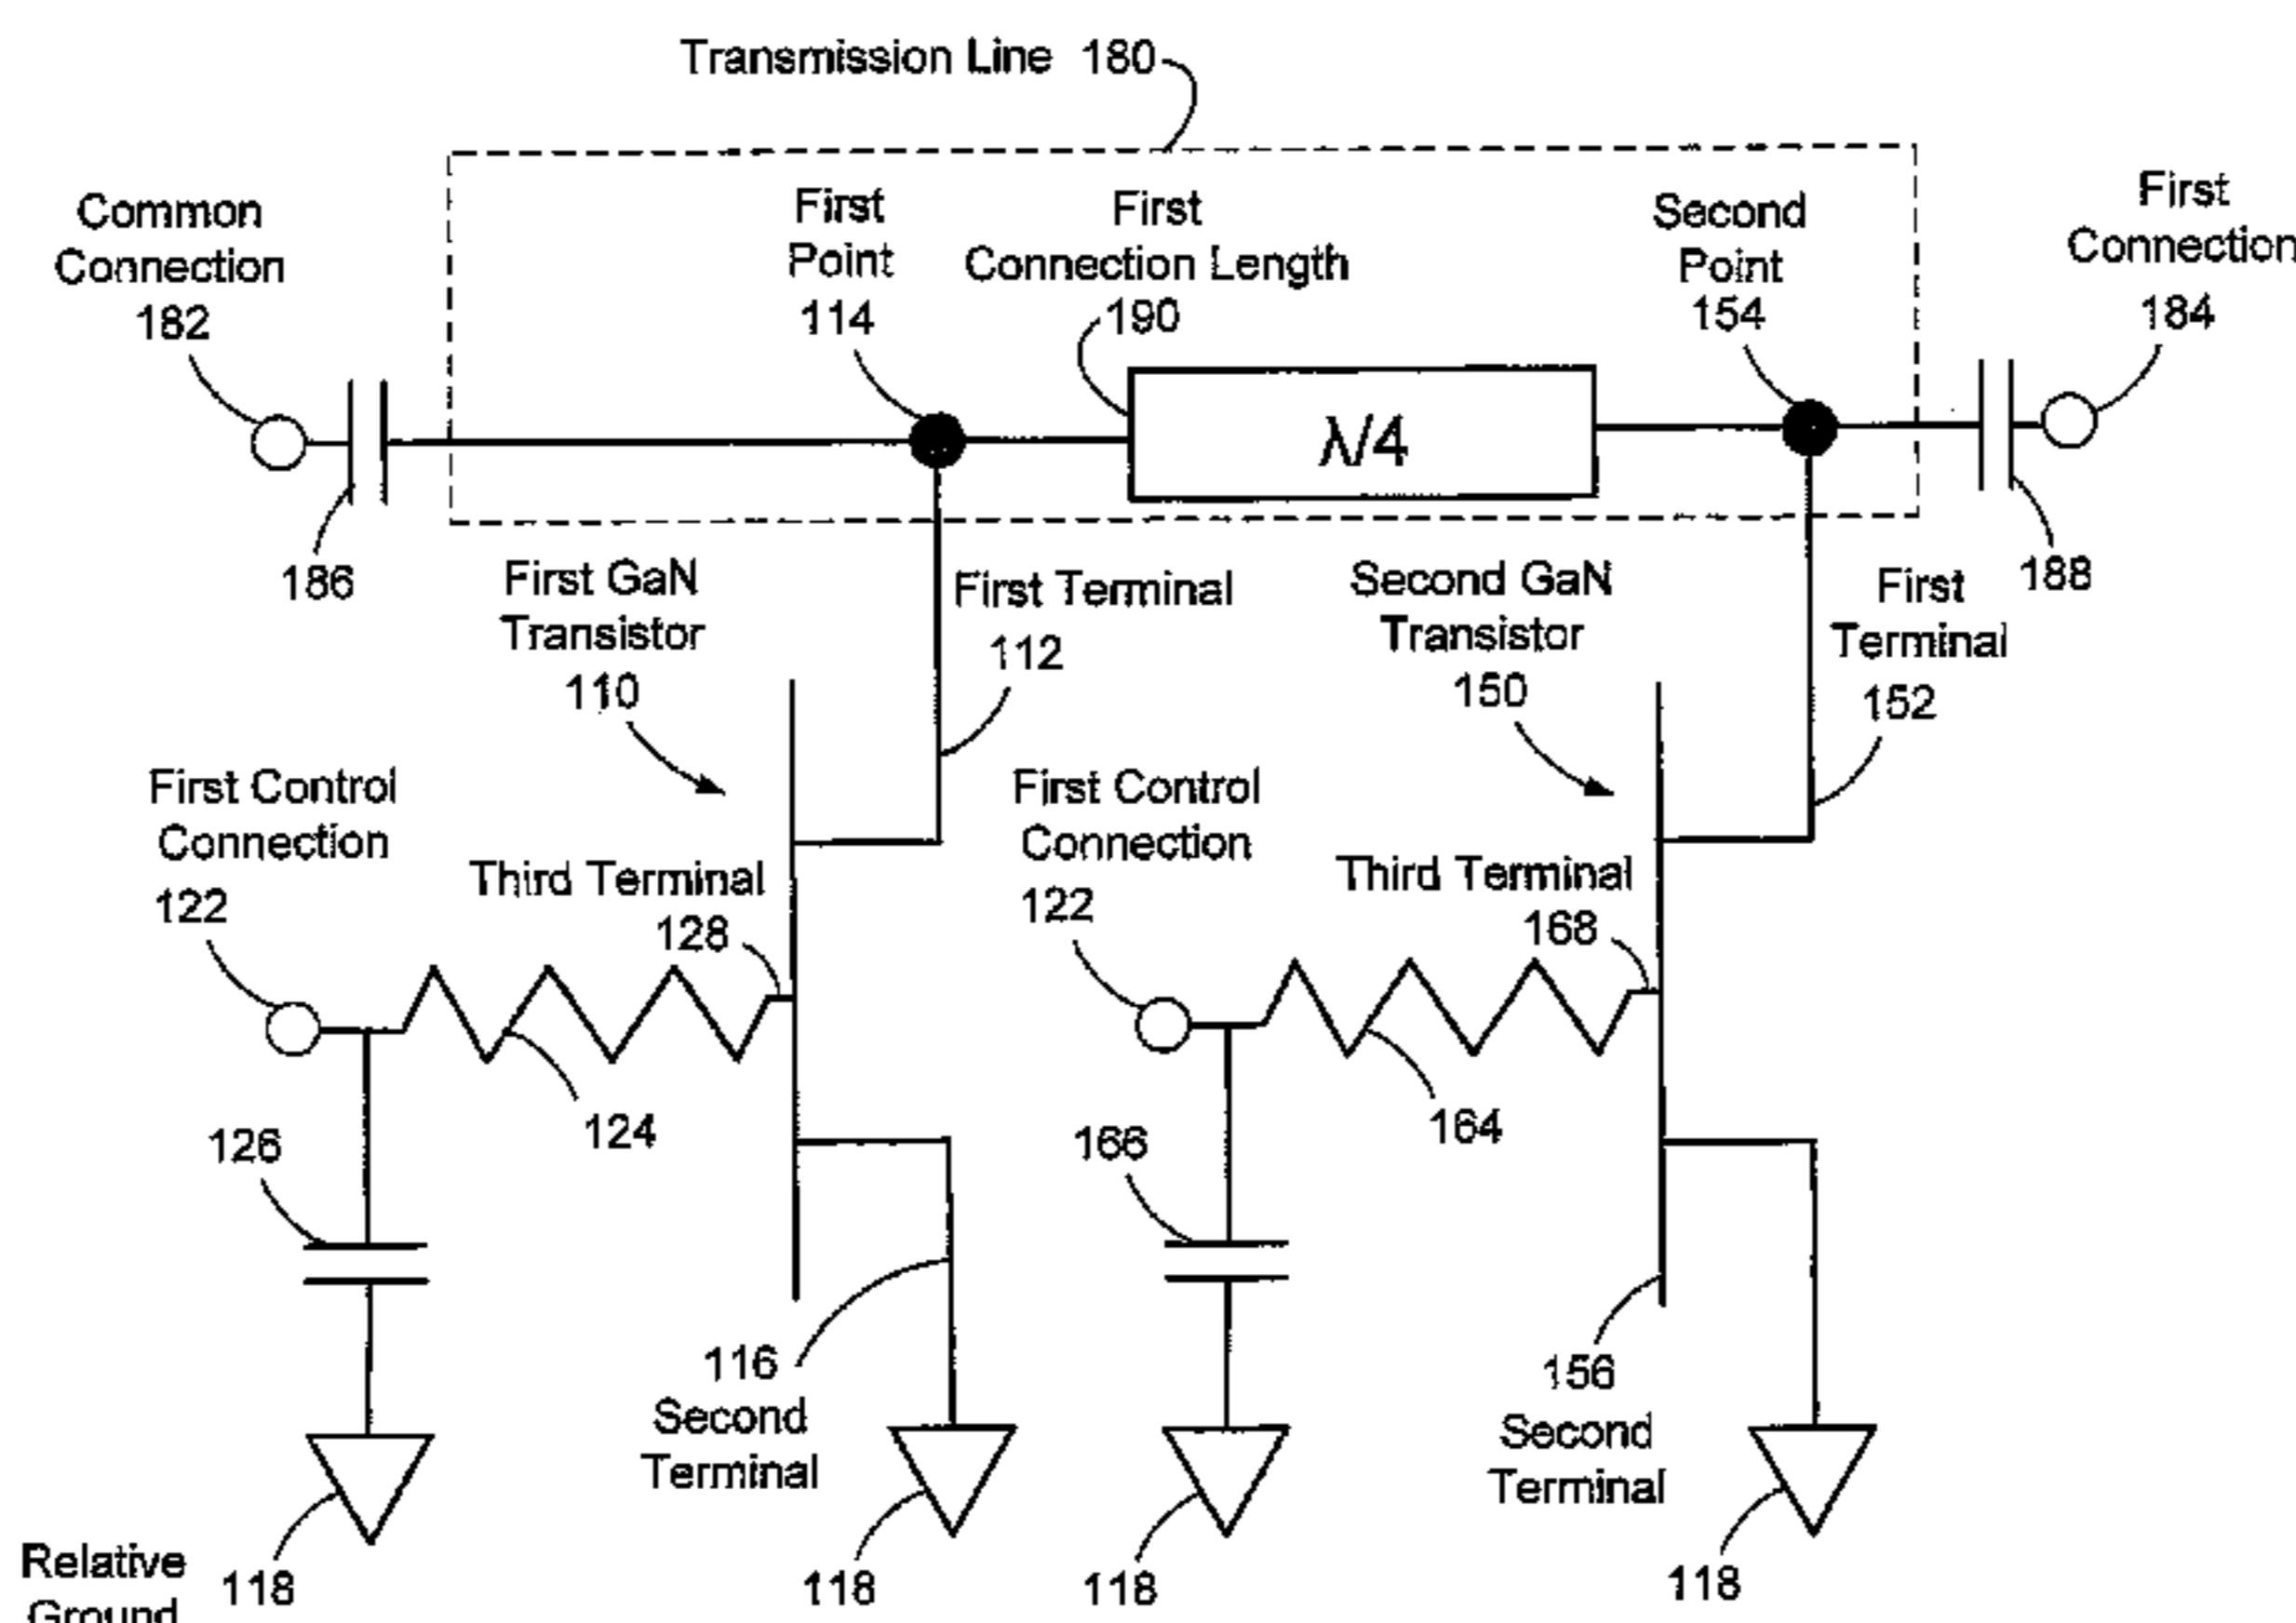 Transmission Line 180
Common
Connection
182
First
Point
114
First
Connection Length
190
Second
Point
154
First
Connection
184
λ/4
186
188
First GaN
Transistor
110
First Terminal
112
Second GaN
Transistor
150
First
Terminal
152
First Control
Connection
122
Third Terminal
128
First Control
Connection
122
Third Terminal
168
124
126
164
166
116
Second
Terminal
156
Second
Terminal
Relative
Ground
118
118
118
118